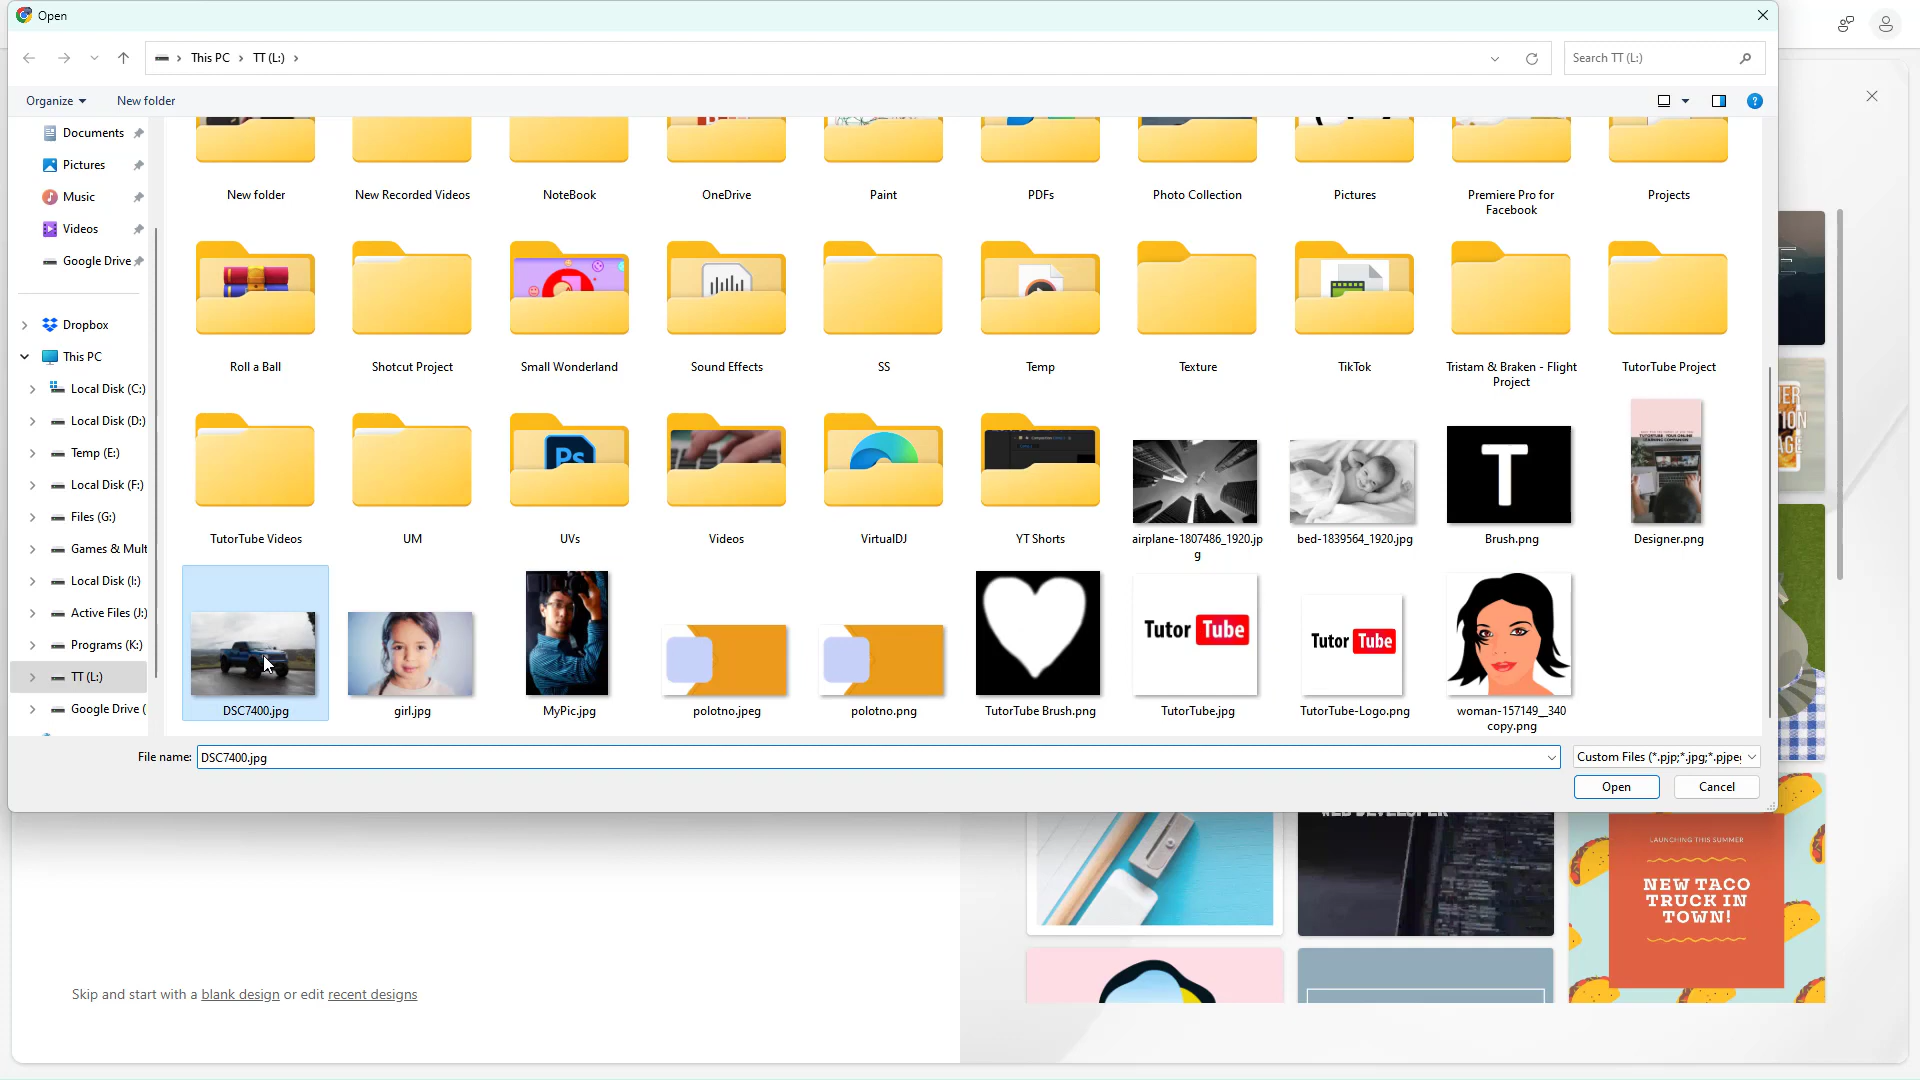 Open
This PC > TT (L:) >
Search TT (L:)
Organize
New folder
Documents
Pictures
Music
Videos
Google Drive
Dropbox
This PC
Local Disk (C:)
Local Disk (D:)
Temp (E:)
Local Disk (F:)
Files (G:)
Games & Mult
Local Disk (I:)
Active Files (J:)
Programs (K:)
TT (L:)
Google Drive (
New folder
New Recorded Videos
NoteBook
OneDrive
Paint
PDFs
Photo Collection
Pictures
Premiere Pro for
Facebook
Projects
Roll a Ball
Shotcut Project
Small Wonderland
Sound Effects
SS
Temp
Texture
TikTok
Tristam & Braken - Flight
Project
TutorTube Project
Ps
T
TutorTube Videos
UM
UVs
Videos
VirtualDJ
YT Shorts
airplane-1807486_1920.jp
g
bed-1839564_1920.jpg
Brush.png
Designer.png
Tutor Tube
Tutor Tube
DSC7400.jpg
girl.jpg
MyPic.jpg
polotno.jpeg
polotno.png
TutorTube Brush.png
TutorTube.jpg
TutorTube-Logo.png
woman-157149__340
copy.png
File name:
DSC7400.jpg
Custom Files (*.pjp;*.jpg;*.pjpe
Open
Cancel
WEB DEVELOPER
LAUNCHING THIS SUMMER
NEW TACO
TRUCK IN
TOWN!
Skip and start with a blank design or edit recent designs